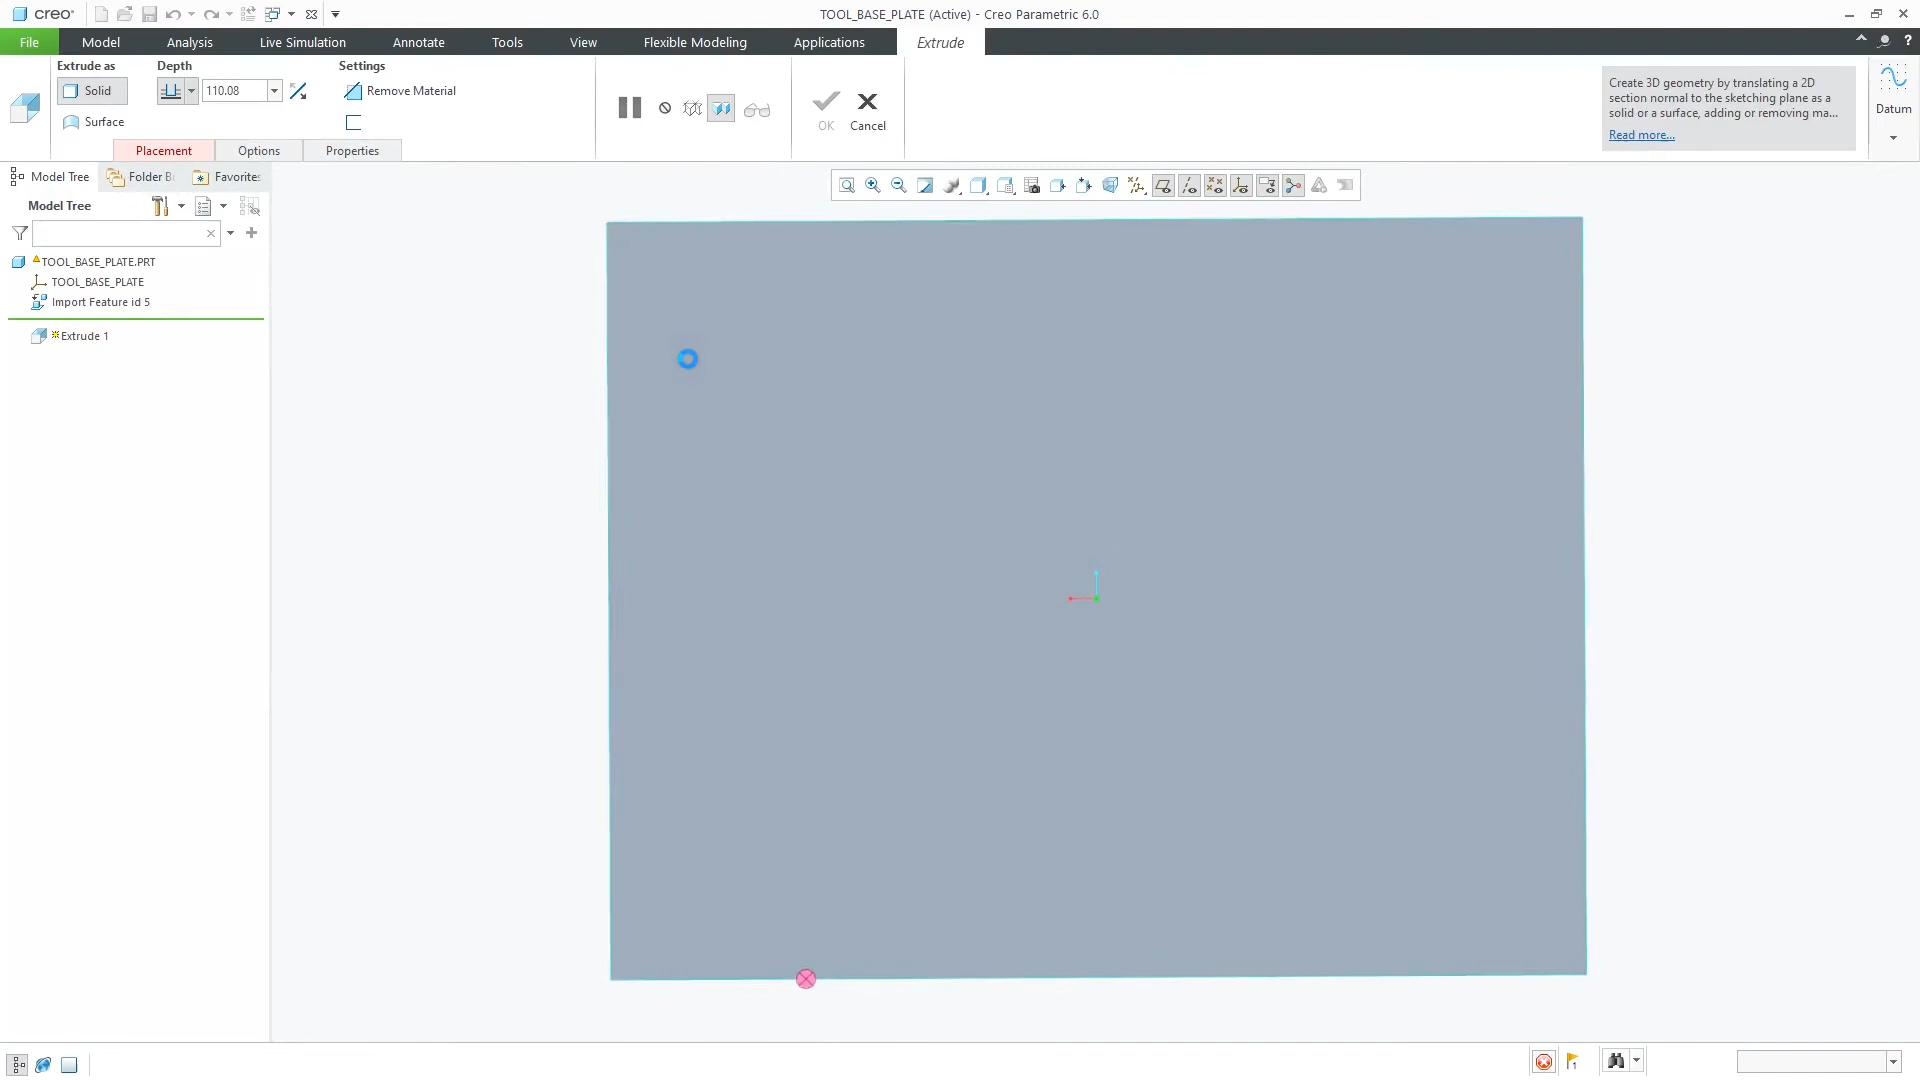 creo
TOOL_BASE_PLATE (Active) - Creo Parametric 6.0
File Model Analysis Live Simulation Annotate Tools View Flexible Modeling Applications Extrude
Extrude as Depth Settings
Solid 110.08 Remove Material
Surface
OK Cancel
Placement Options Properties
Create 3D geometry by translating a 2D
section normal to the sketching plane as a
solid or a surface, adding or removing ma...
Read more...
Datum
Model Tree Folder B Favorites
Model Tree
TOOL_BASE_PLATE.PRT
TOOL_BASE_PLATE
Import Feature id 5
Extrude 1
1